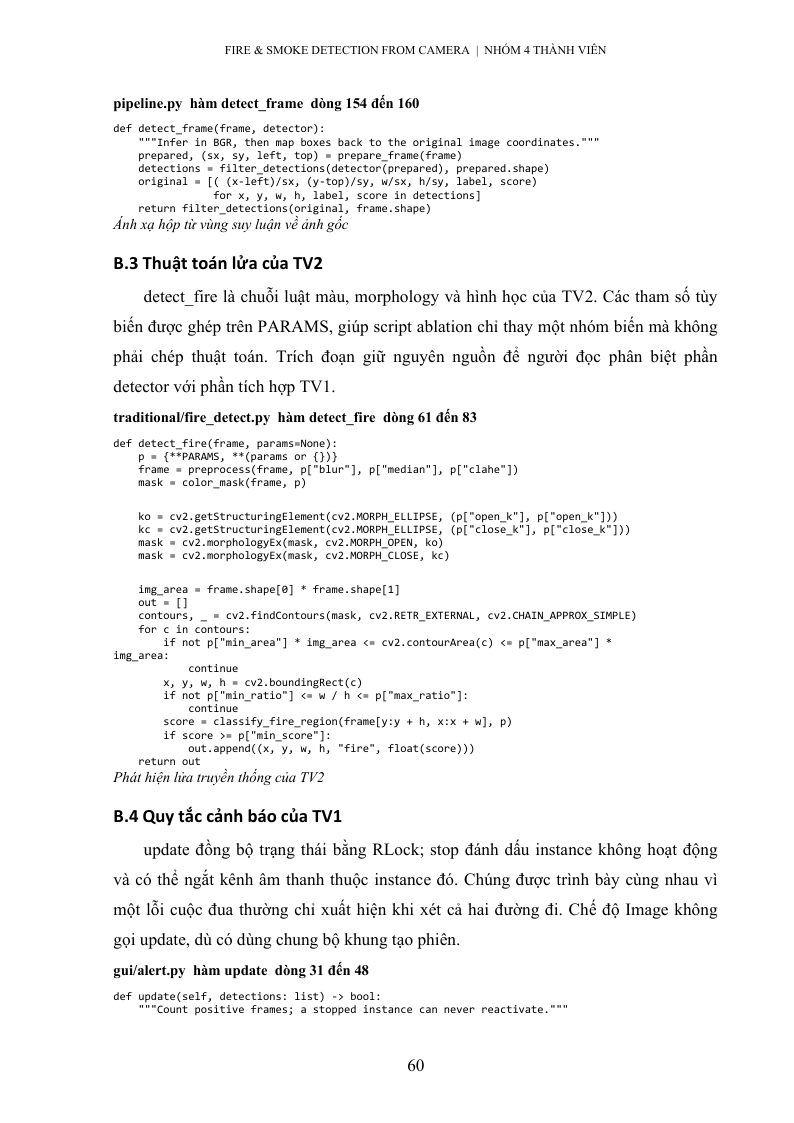 FIRE & SMOKE DETECTION FROM CAMERA | NHÓM 4 THÀNH VIÊN
pipeline.py hàm detect_frame dòng 154 đến 160
def detect_frame(frame, detector):
    """Infer in BGR, then map boxes back to the original image coordinates."""
    prepared, (sx, sy, left, top) = prepare_frame(frame)
    detections = filter_detections(detector(prepared), prepared.shape)
    original = [( (x-left)/sx, (y-top)/sy, w/sx, h/sy, label, score)
                for x, y, w, h, label, score in detections]
    return filter_detections(original, frame.shape)
Ánh xạ hộp từ vùng suy luận về ảnh gốc
B.3 Thuật toán lửa của TV2
detect_fire là chuỗi luật màu, morphology và hình học của TV2. Các tham số tùy
biến được ghép trên PARAMS, giúp script ablation chỉ thay một nhóm biến mà không
phải chép thuật toán. Trích đoạn giữ nguyên nguồn để người đọc phân biệt phần
detector với phần tích hợp TV1.
traditional/fire_detect.py hàm detect_fire dòng 61 đến 83
def detect_fire(frame, params=None):
    p = {**PARAMS, **(params or {})}
    frame = preprocess(frame, p["blur"], p["median"], p["clahe"])
    mask = color_mask(frame, p)
    ko = cv2.getStructuringElement(cv2.MORPH_ELLIPSE, (p["open_k"], p["open_k"]))
    kc = cv2.getStructuringElement(cv2.MORPH_ELLIPSE, (p["close_k"], p["close_k"]))
    mask = cv2.morphologyEx(mask, cv2.MORPH_OPEN, ko)
    mask = cv2.morphologyEx(mask, cv2.MORPH_CLOSE, kc)
    img_area = frame.shape[0] * frame.shape[1]
    out = []
    contours, _ = cv2.findContours(mask, cv2.RETR_EXTERNAL, cv2.CHAIN_APPROX_SIMPLE)
    for c in contours:
        if not p["min_area"] * img_area <= cv2.contourArea(c) <= p["max_area"] *
img_area:
            continue
        x, y, w, h = cv2.boundingRect(c)
        if not p["min_ratio"] <= w / h <= p["max_ratio"]:
            continue
        score = classify_fire_region(frame[y:y + h, x:x + w], p)
        if score >= p["min_score"]:
            out.append((x, y, w, h, "fire", float(score)))
    return out
Phát hiện lửa truyền thống của TV2
B.4 Quy tắc cảnh báo của TV1
update đồng bộ trạng thái bằng RLock; stop đánh dấu instance không hoạt động
và có thể ngắt kênh âm thanh thuộc instance đó. Chúng được trình bày cùng nhau vì
một lỗi cuộc đua thường chỉ xuất hiện khi xét cả hai đường đi. Chế độ Image không
gọi update, dù có dùng chung bộ khung tạo phiên.
gui/alert.py hàm update dòng 31 đến 48
def update(self, detections: list) -> bool:
    """Count positive frames; a stopped instance can never reactivate."""
60